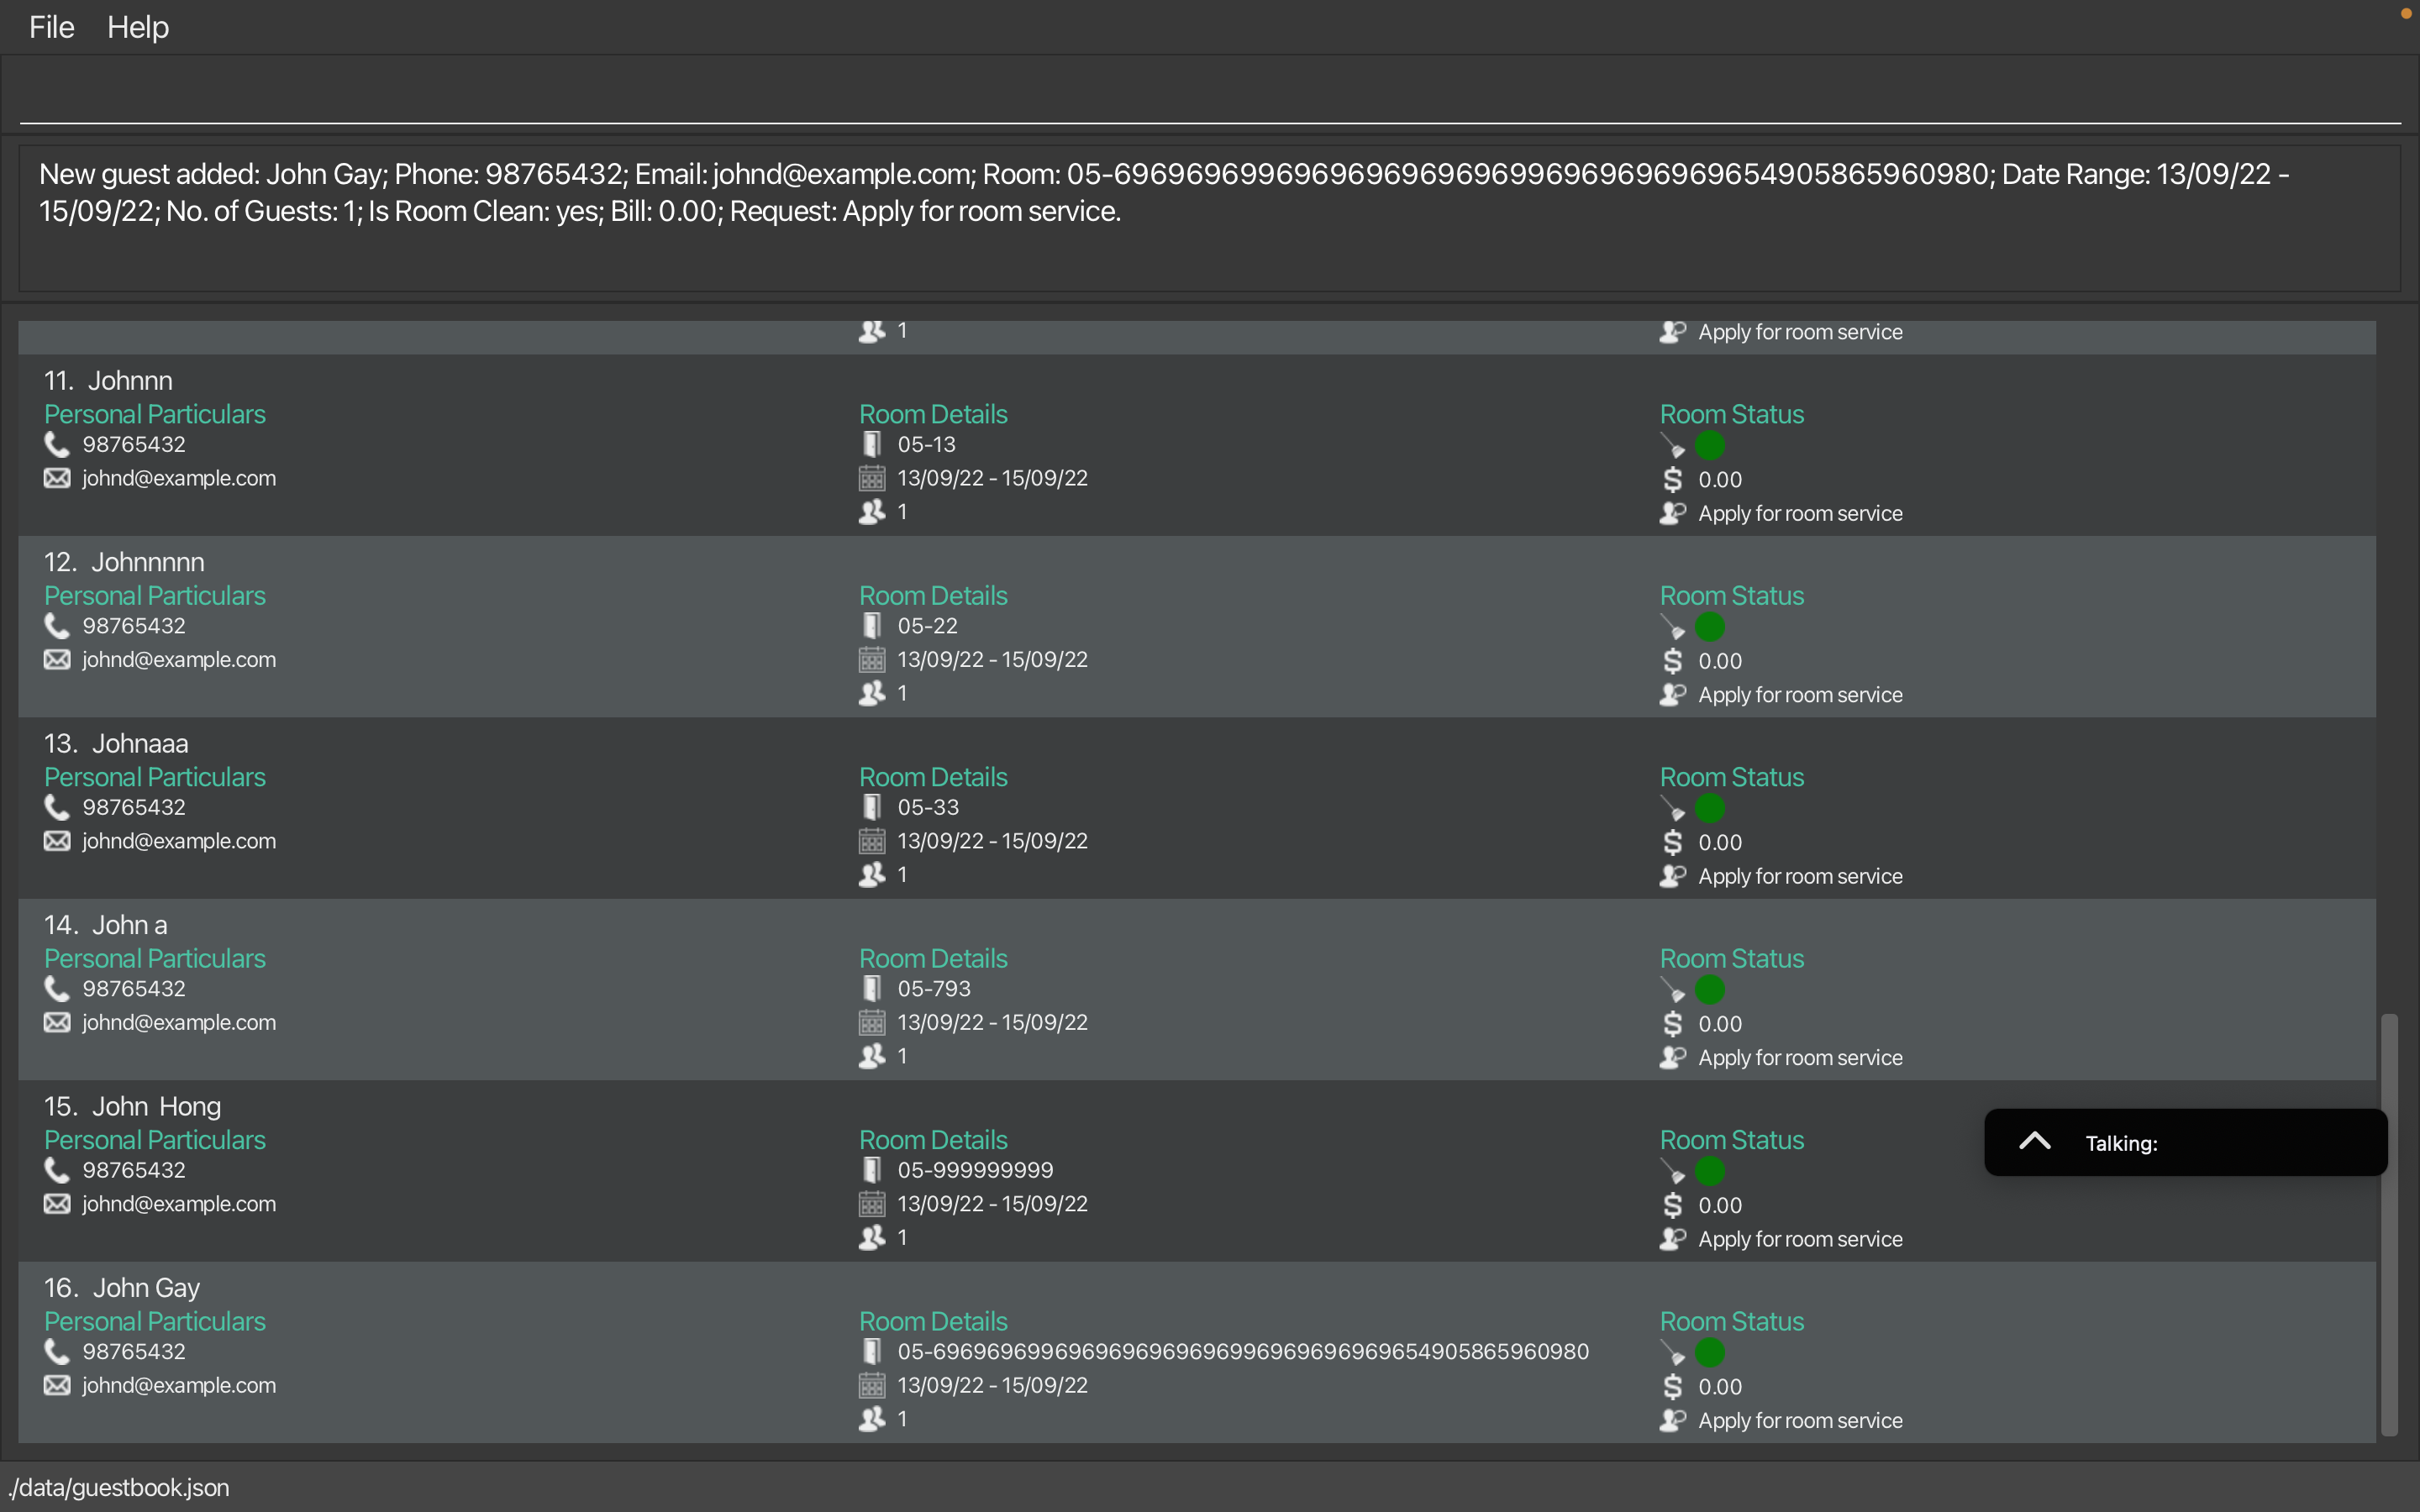 File Help
New guest added: John Gay; Phone: 98765432; Email: johnd@example.com; Room: 05-696969699696969696969699696969696969654905865960980; Date Range: 13/09/22 -
15/09/22; No. of Guests: 1; Is Room Clean: yes; Bill: 0.00; Request: Apply for room service.
1 Apply for room service
11. Johnnn
Personal Particulars Room Details Room Status
98765432 05-13
johnd@example.com 13/09/22 - 15/09/22 $ 0.00
1 Apply for room service
12. Johnnnnn
Personal Particulars Room Details Room Status
98765432 05-22
johnd@example.com 13/09/22 - 15/09/22 $ 0.00
1 Apply for room service
13. Johnaaa
Personal Particulars Room Details Room Status
98765432 05-33
johnd@example.com 13/09/22 - 15/09/22 $ 0.00
1 Apply for room service
14. John a
Personal Particulars Room Details Room Status
98765432 05-793
johnd@example.com 13/09/22 - 15/09/22 $ 0.00
1 Apply for room service
15. John  Hong
Personal Particulars Room Details Room Status
Talking:
98765432 05-999999999
johnd@example.com 13/09/22 - 15/09/22 $ 0.00
1 Apply for room service
16. John Gay
Personal Particulars Room Details Room Status
98765432 05-696969699696969696969699696969696969654905865960980
johnd@example.com 13/09/22 - 15/09/22 $ 0.00
1 Apply for room service
./data/guestbook.json